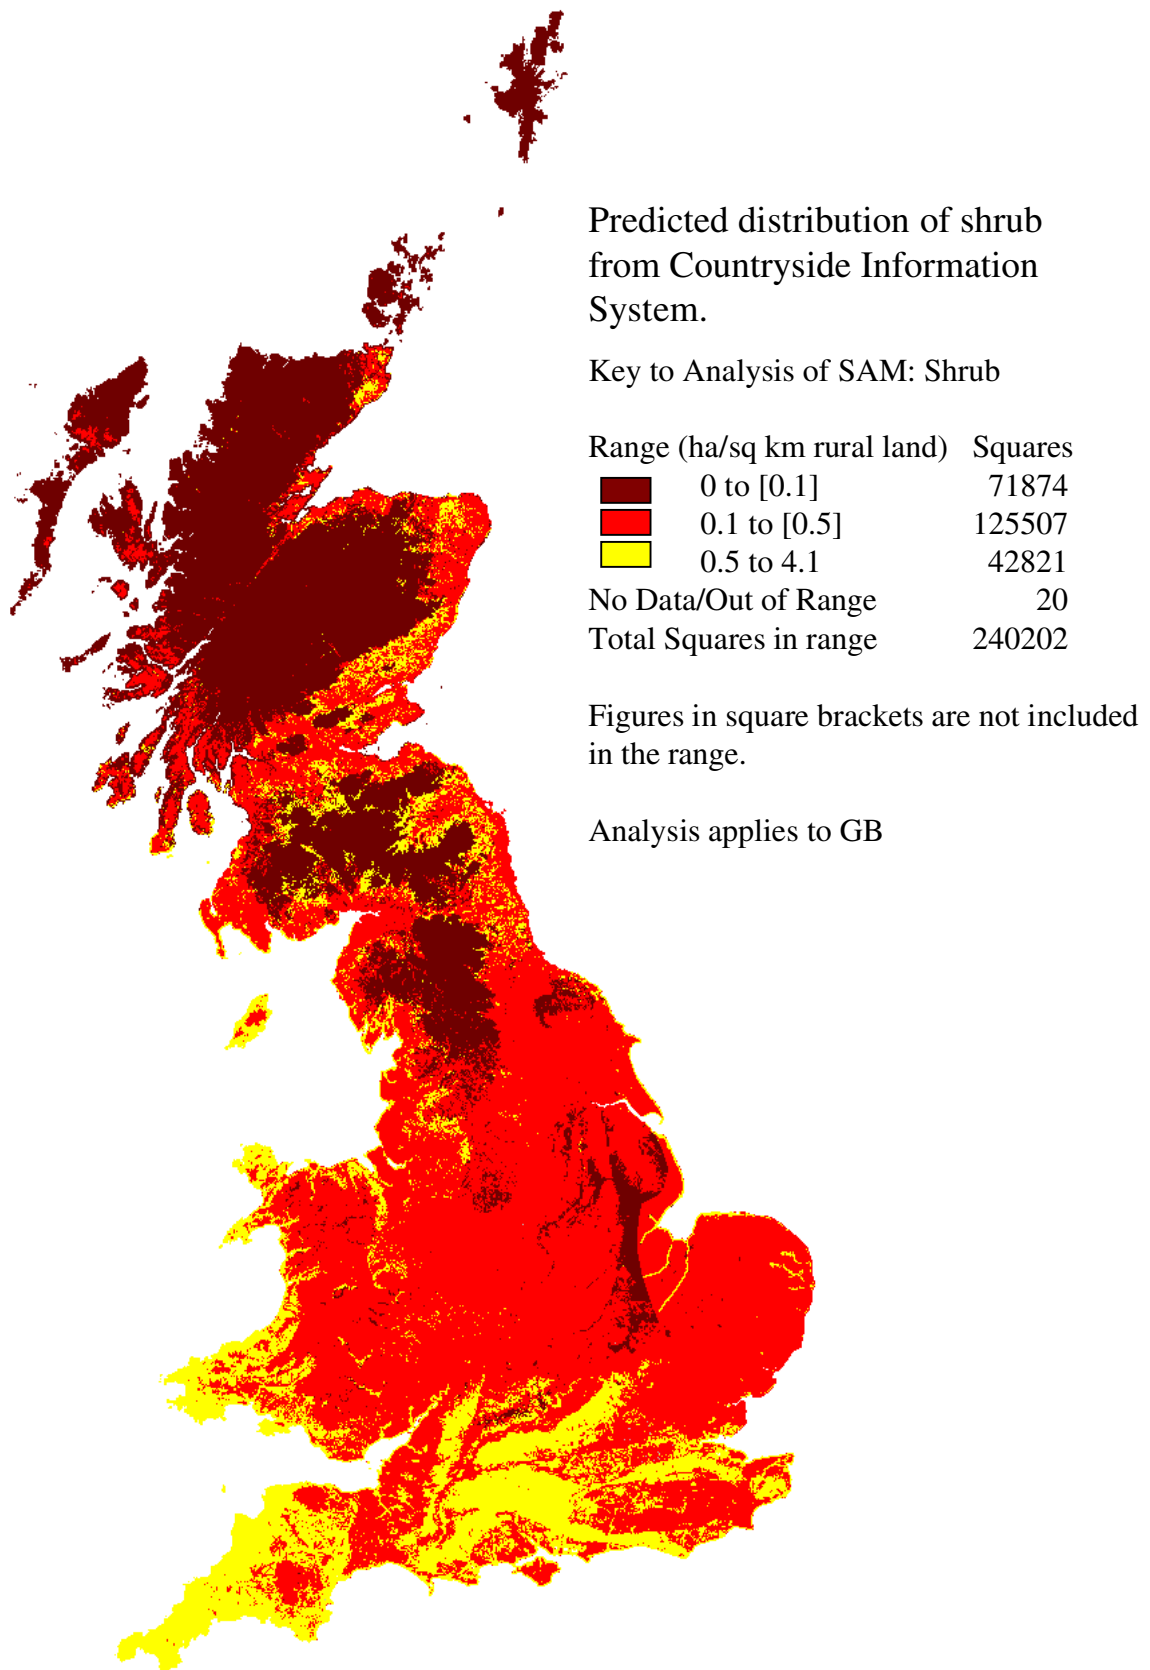 Predicted distribution of shrub
from Countryside Information
System.
Key to Analysis of SAM: Shrub
Range (ha/sq km rural land) Squares
0 to [0.1] 71874
0.1 to [0.5] 125507
0.5 to 4.1 42821
No Data/Out of Range 20
Total Squares in range 240202
Figures in square brackets are not included
in the range.
Analysis applies to GB